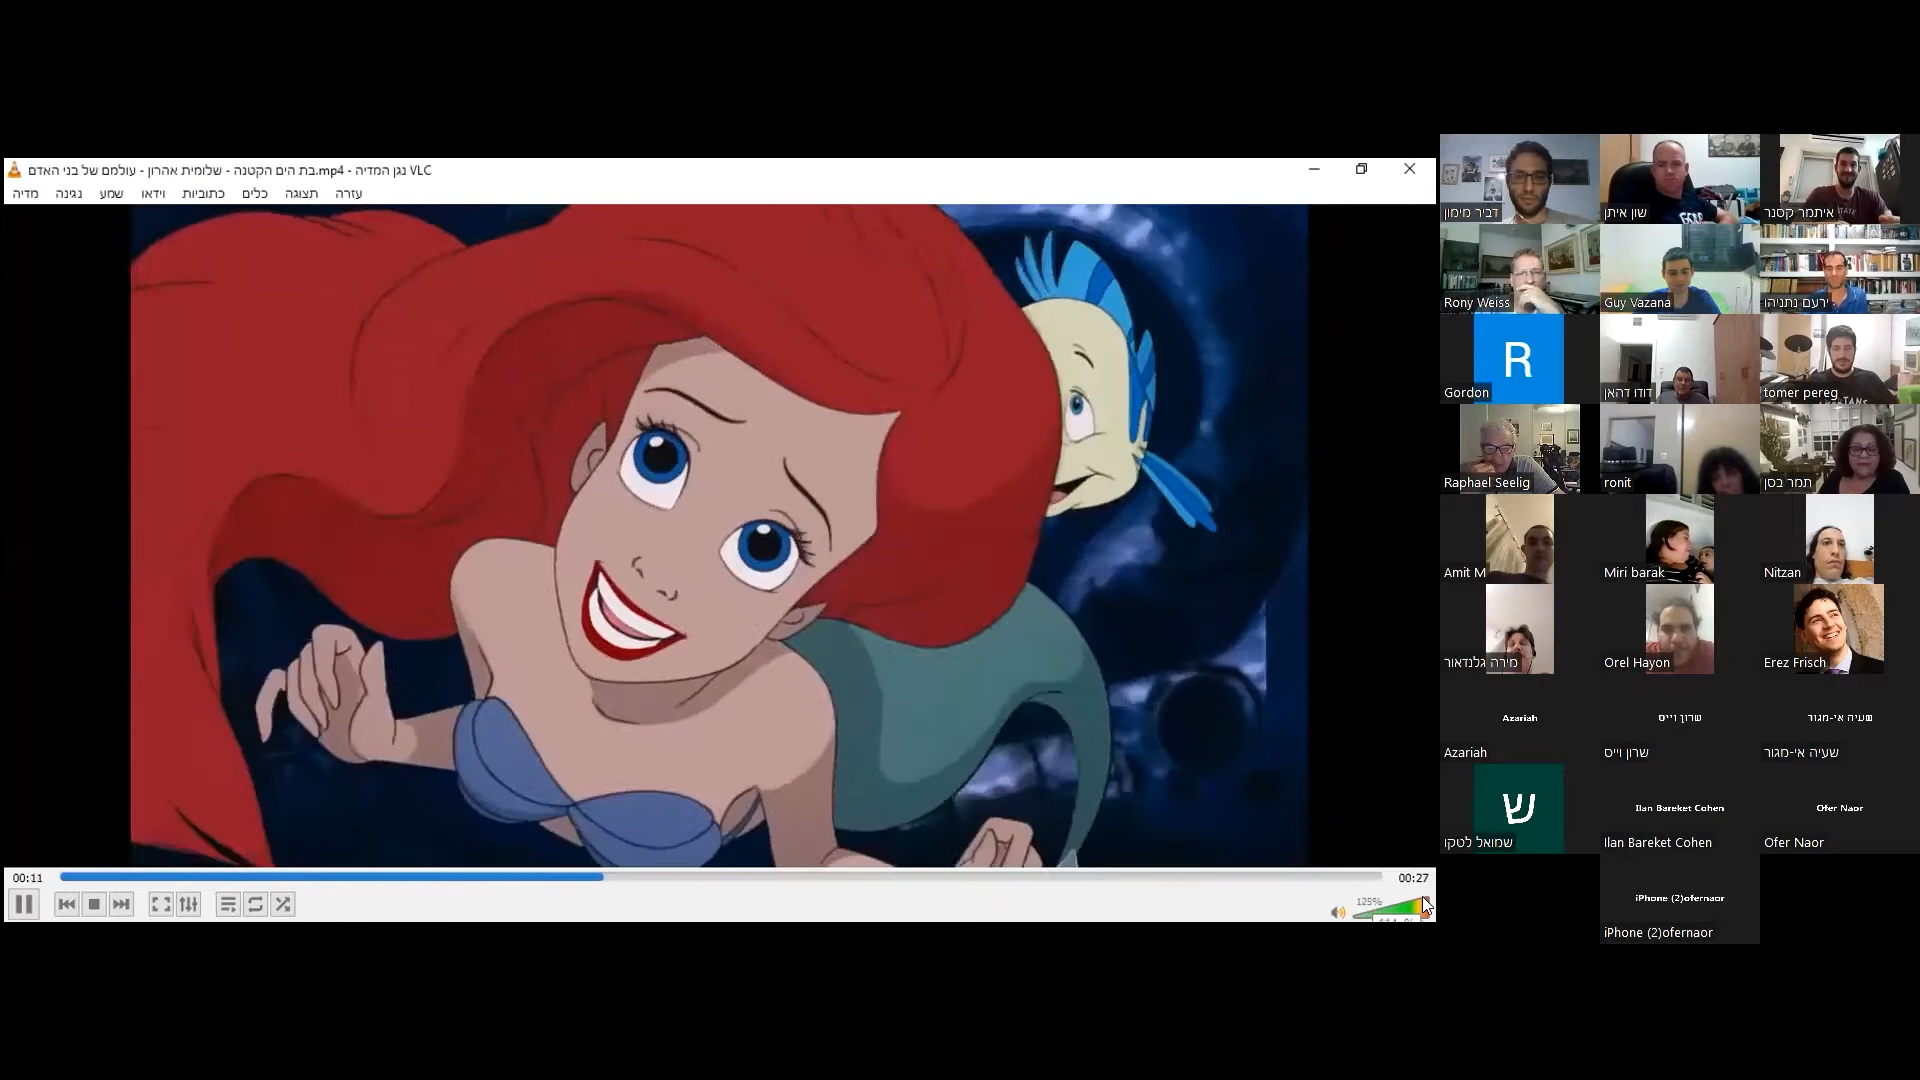 בת הים הקטנה - שלומית אהרון - עולמם של בני האדם.mp4 - נגן המדיה VLC
מדיה נגינה שמע וידאו כתוביות כלים תצוגה עזרה
00:11
00:27
125%
דביר מימון
שון איתן
איתמר קסנר
Rony Weiss
Guy Vazana
ירעם נתניהו
R
Gordon
דודו דהאן
tomer pereg
Raphael Seelig
ronit
תמר בסן
Amit M
Miri barak
Nitzan
מירה גלנדאור
Orel Hayon
Erez Frisch
Azariah
שרון וייס
שעיה אי-מגור
Azariah
שרון וייס
שעיה אי-מגור
ש
Ilan Bareket Cohen
Ofer Naor
שמואל לטקו
Ilan Bareket Cohen
Ofer Naor
iPhone (2)ofernaor
iPhone (2)ofernaor